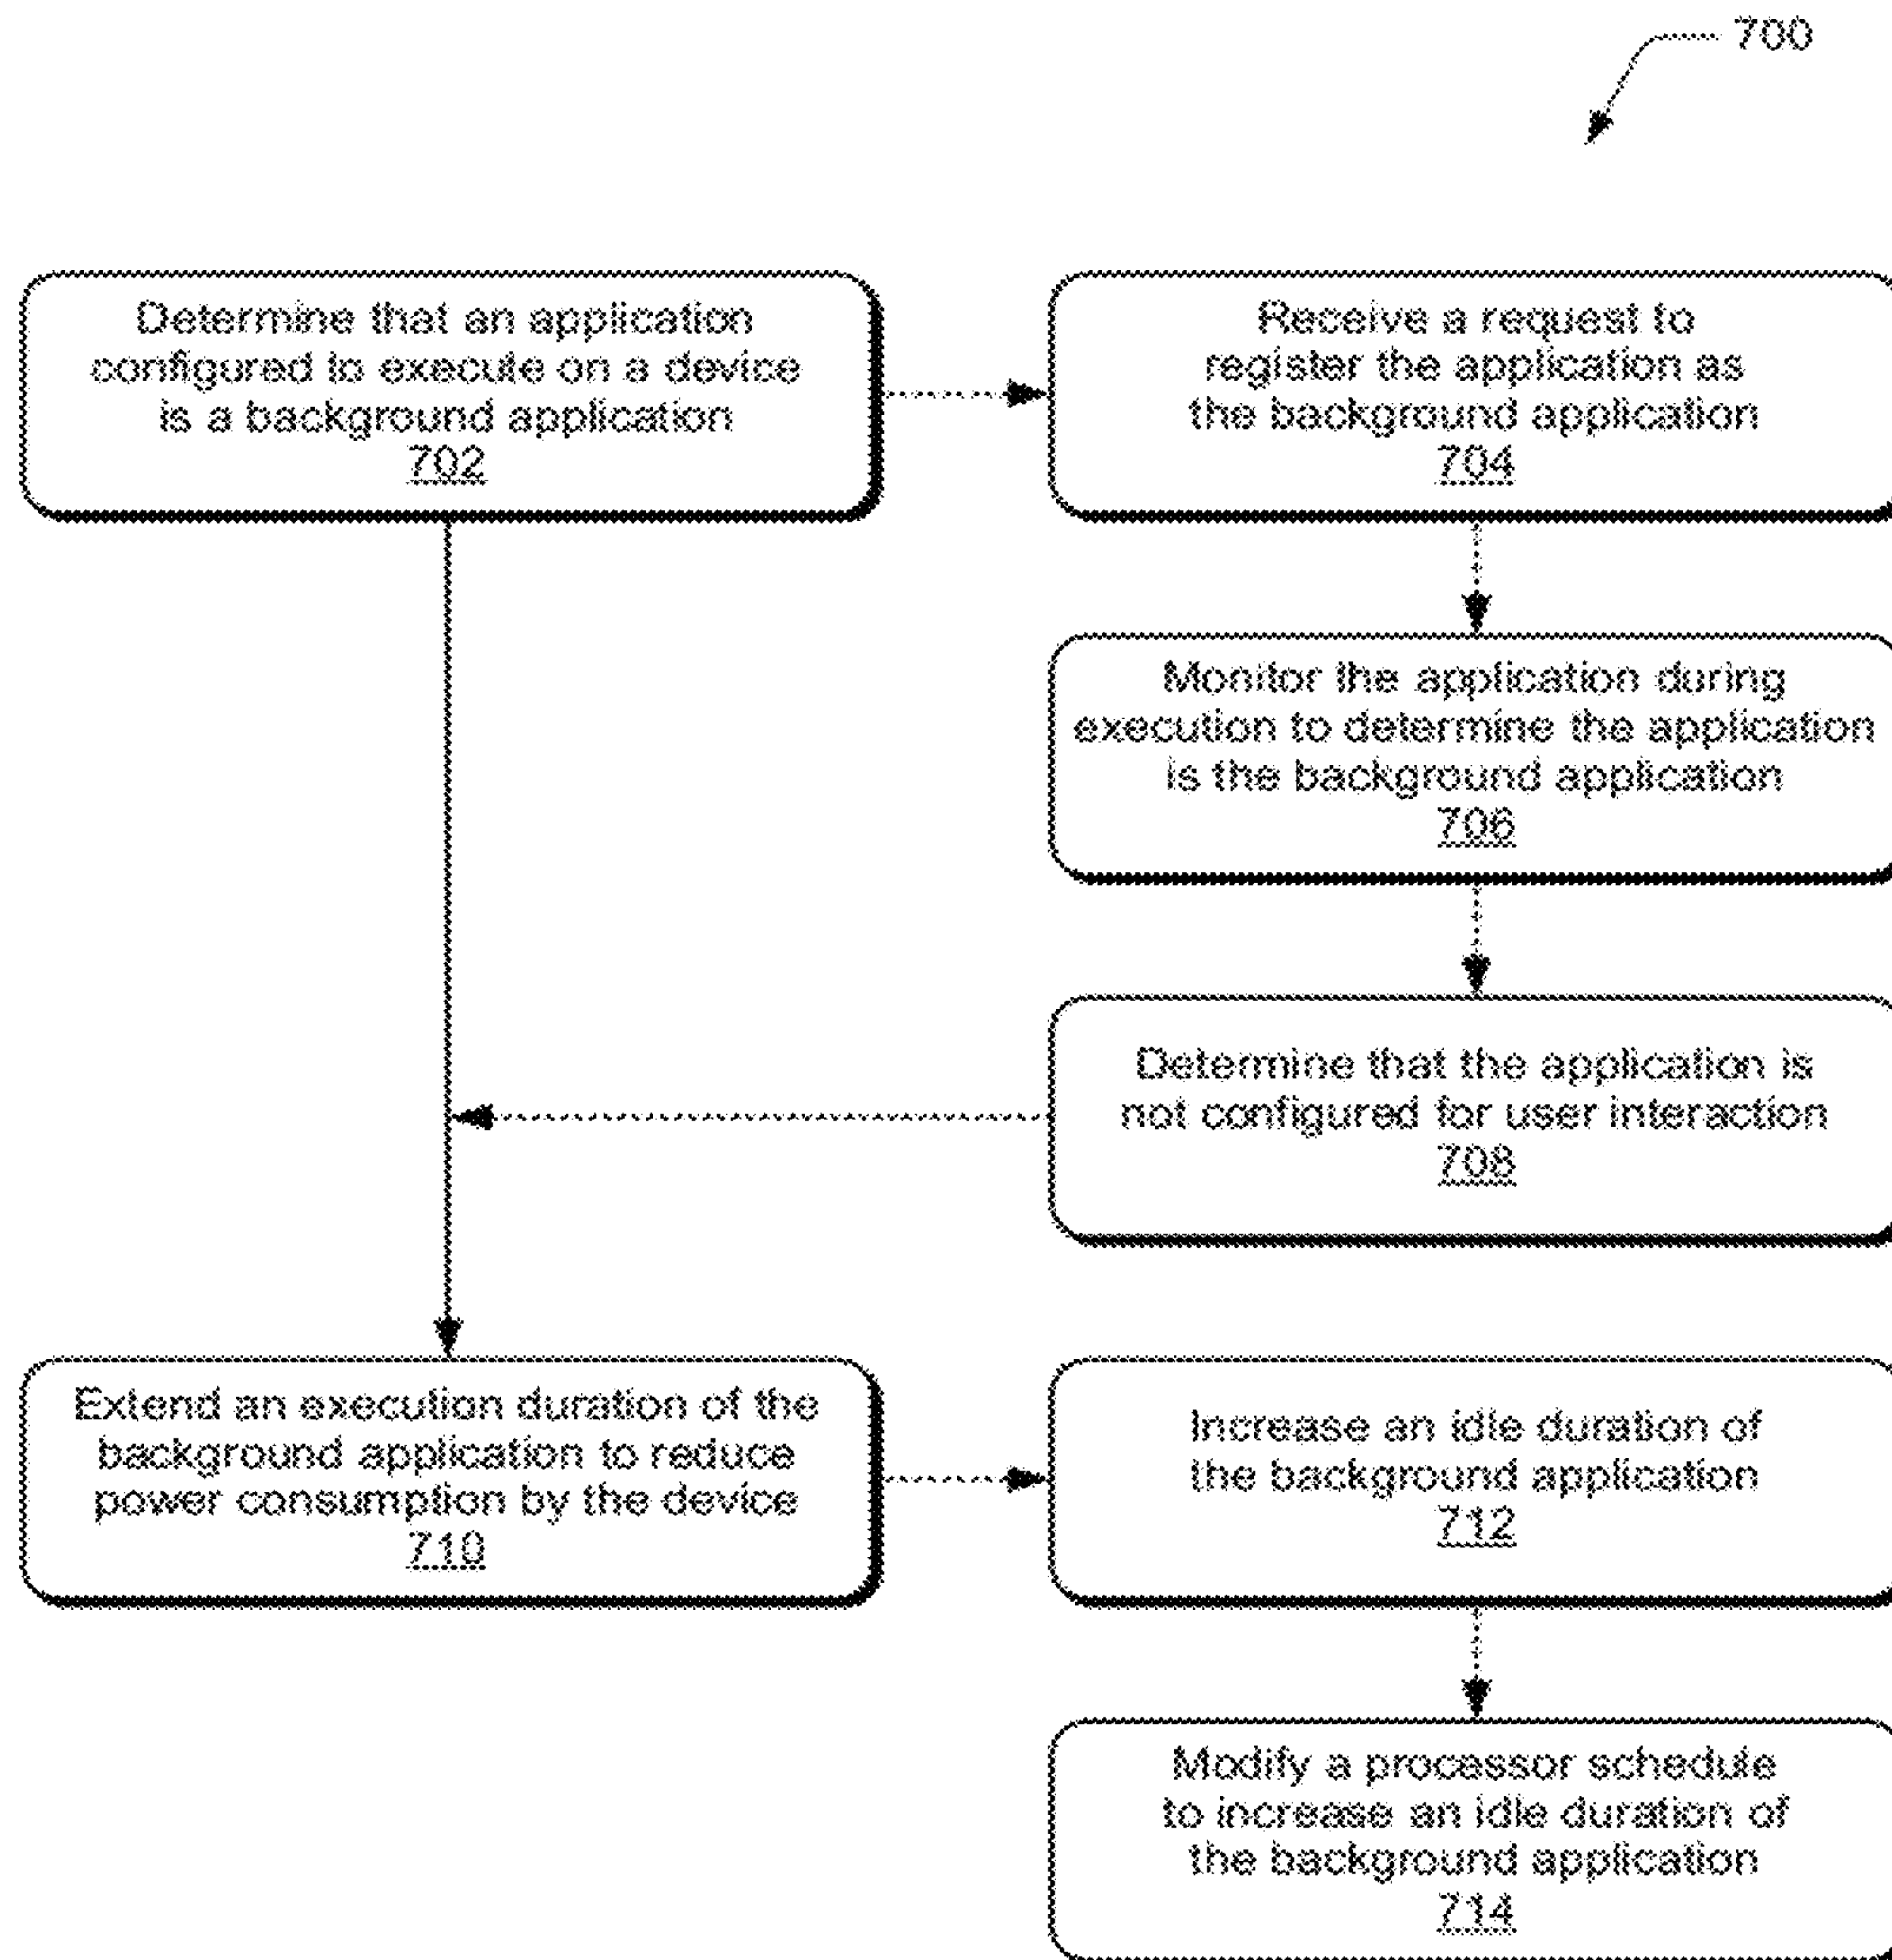 700
Determine that an application
configured to execute on a device
is a background application
702
Receive a request to
register the application as
the background application
704
Monitor the application during
execution to determine the application
is the background application
706
Determine that the application is
not configured for user interaction
708
Extend an execution duration of the
background application to reduce
power consumption by the device
710
Increase an idle duration of
the background application
712
Modify a processor schedule
to increase an idle duration of
the background application
714